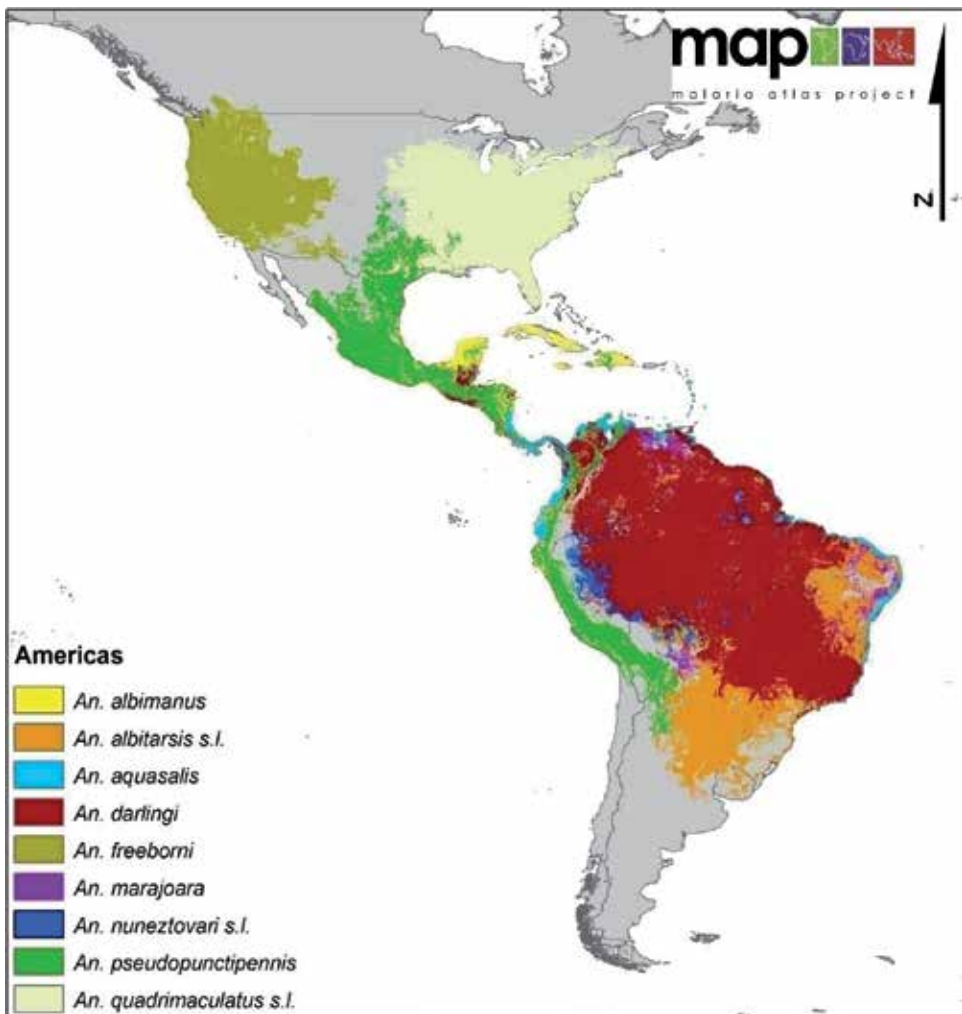 map
malaria atlas project
N
Americas
An. albimanus
An. albitarsis s.l.
An. aquasalis
An. darlingi
An. freeborni
An. marajoara
An. nuneztovari s.l.
An. pseudopunctipennis
An. quadrimaculatus s.l.